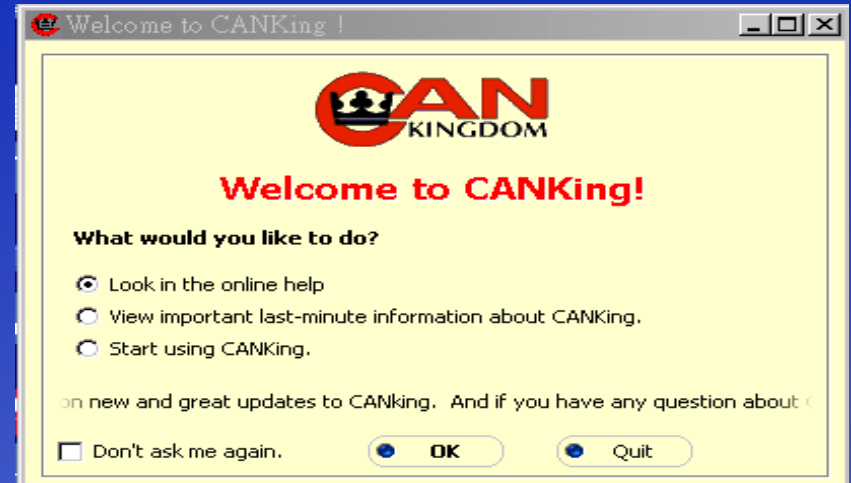 Welcome to CANKing !
CAN
KINGDOM
Welcome to CANKing!
What would you like to do?
Look in the online help
View important last-minute information about CANKing.
Start using CANKing.
on new and great updates to CANking. And if you have any question about
Don't ask me again.
OK
Quit